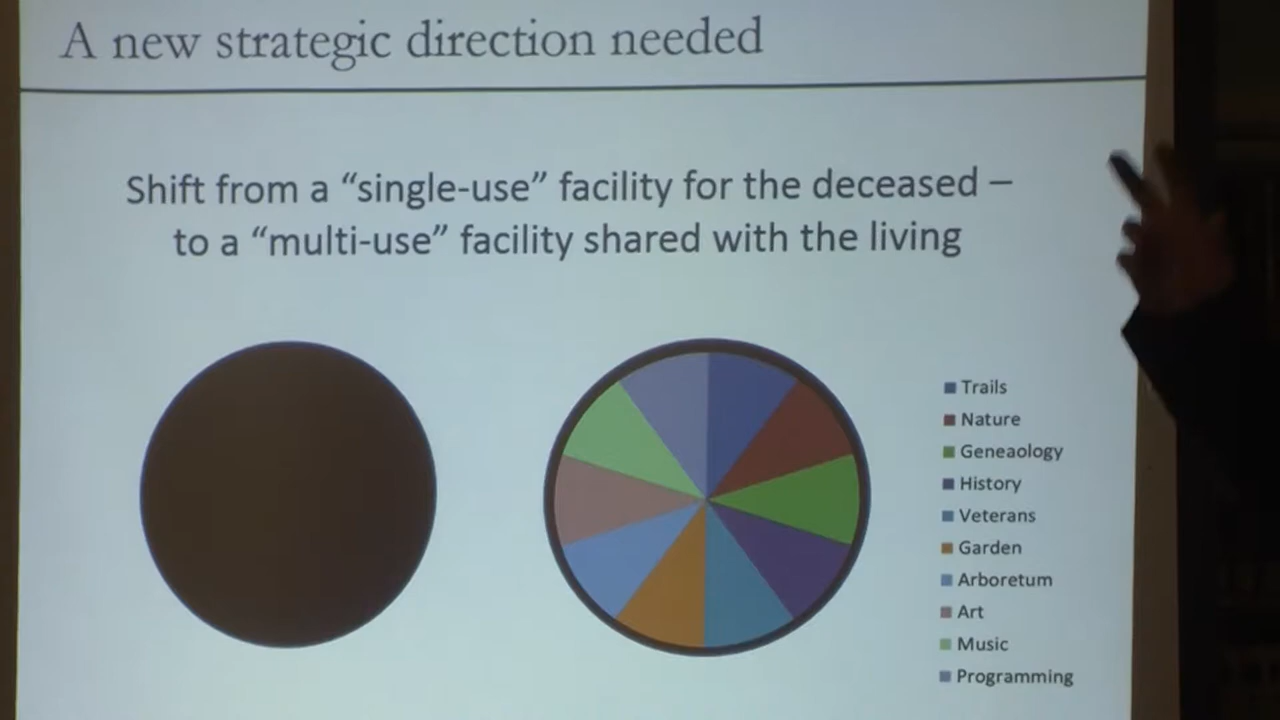 A new strategic direction needed
Shift from a “single-use” facility for the deceased –
to a “multi-use” facility shared with the living
Trails
Nature
Geneaology
History
Veterans
Garden
Arboretum
Art
Music
Programming